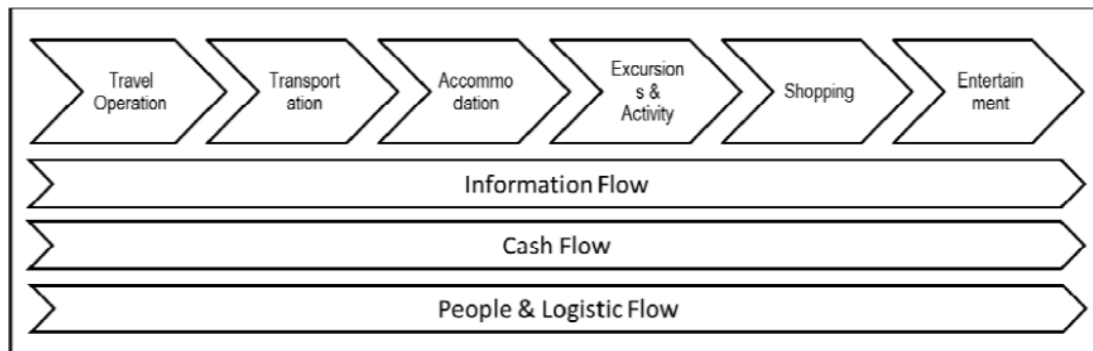 Travel
Operation
Transport
ation
Accommo
dation
Excursion
s &
Activity
Shopping
Entertain
ment
Information Flow
Cash Flow
People & Logistic Flow